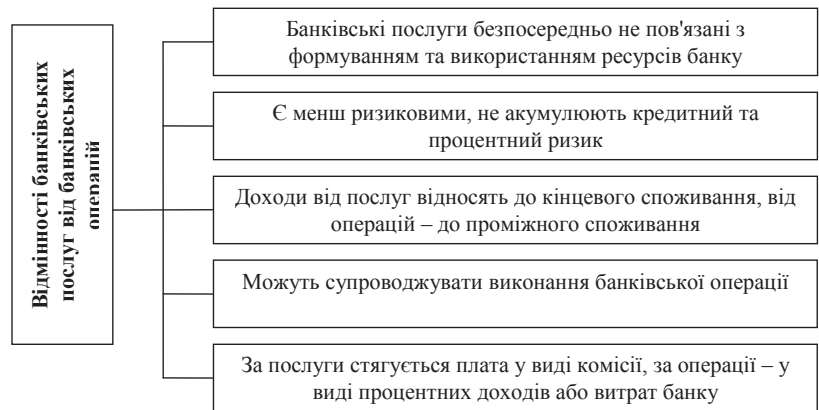 Відмінності банківських
послуг від банківських
операцій
Банківські послуги безпосередньо не пов'язані з
формуванням та використанням ресурсів банку
Є менш ризиковими, не акумулюють кредитний та
процентний ризик
Доходи від послуг відносять до кінцевого споживання, від
операцій – до проміжного споживання
Можуть супроводжувати виконання банківської операції
За послуги стягується плата у виді комісії, за операції – у
виді процентних доходів або витрат банку